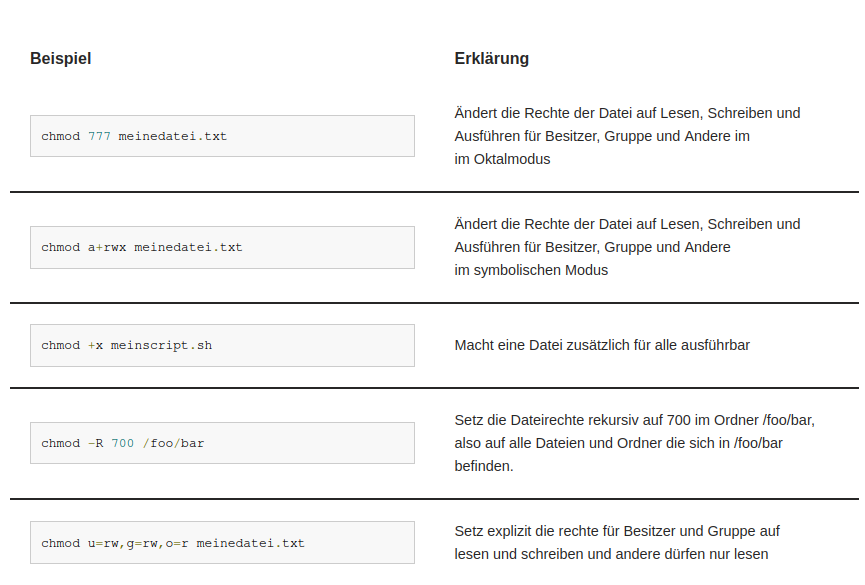 Beispiel
Erklärung
chmod 777 meinedatei.txt
Ändert die Rechte der Datei auf Lesen, Schreiben und
Ausführen für Besitzer, Gruppe und Andere im
im Oktalmodus
chmod a+rwx meinedatei.txt
Ändert die Rechte der Datei auf Lesen, Schreiben und
Ausführen für Besitzer, Gruppe und Andere
im symbolischen Modus
chmod +x meinscript.sh
Macht eine Datei zusätzlich für alle ausführbar
chmod -R 700 /foo/bar
Setz die Dateirechte rekursiv auf 700 im Ordner /foo/bar,
also auf alle Dateien und Ordner die sich in /foo/bar
befinden.
chmod u=rw,g=rw,o=r meinedatei.txt
Setz explizit die rechte für Besitzer und Gruppe auf
lesen und schreiben und andere dürfen nur lesen